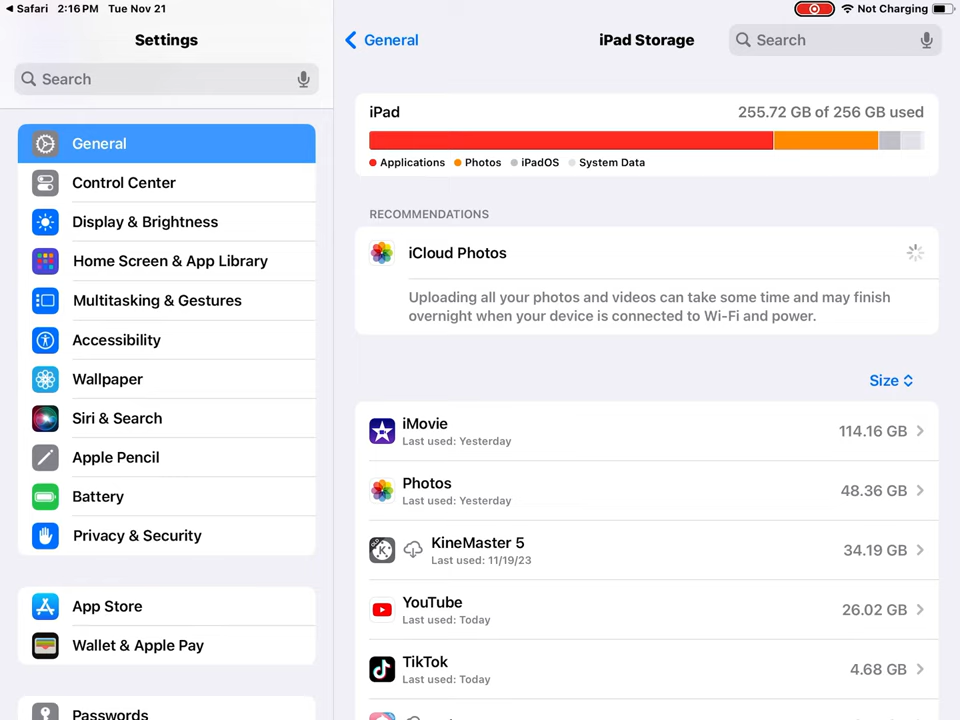 Safari 2:16 PM Tue Nov 21
Not Charging
Settings
Search
General
Control Center
Display & Brightness
Home Screen & App Library
Multitasking & Gestures
Accessibility
Wallpaper
Siri & Search
Apple Pencil
Battery
Privacy & Security
App Store
Wallet & Apple Pay
Passwords
General
iPad Storage
Search
iPad 255.72 GB of 256 GB used
Applications Photos iPadOS System Data
RECOMMENDATIONS
iCloud Photos
Uploading all your photos and videos can take some time and may finish
overnight when your device is connected to Wi-Fi and power.
Size
iMovie
Last used: Yesterday
114.16 GB
Photos
Last used: Yesterday
48.36 GB
KineMaster 5
Last used: 11/19/23
34.19 GB
YouTube
Last used: Today
26.02 GB
TikTok
Last used: Today
4.68 GB